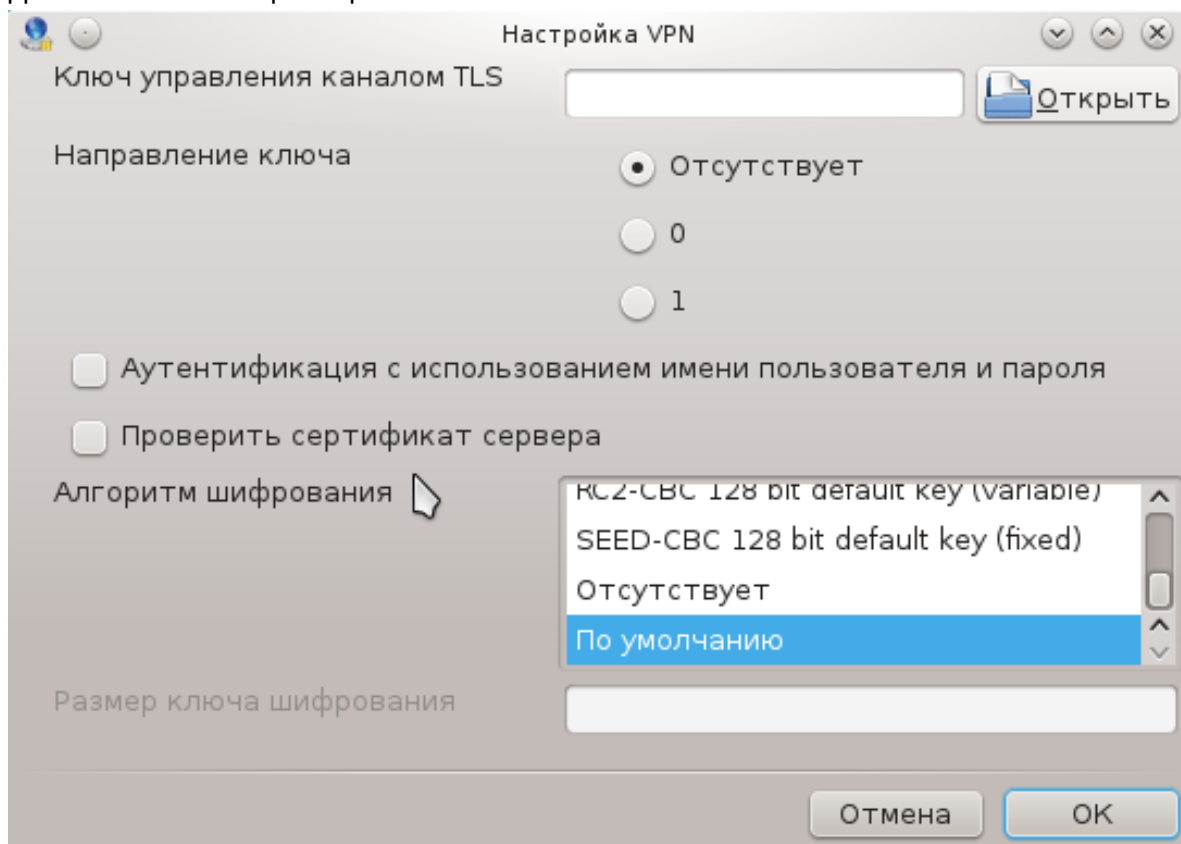 Настройка VPN
Ключ управления каналом TLS
Открыть
Направление ключа
Отсутствует
0
1
Аутентификация с использованием имени пользователя и пароля
Проверить сертификат сервера
Алгоритм шифрования
RC2-CBC 128 bit default key (variable)
SEED-CBC 128 bit default key (fixed)
Отсутствует
По умолчанию
Размер ключа шифрования
Отмена
OK